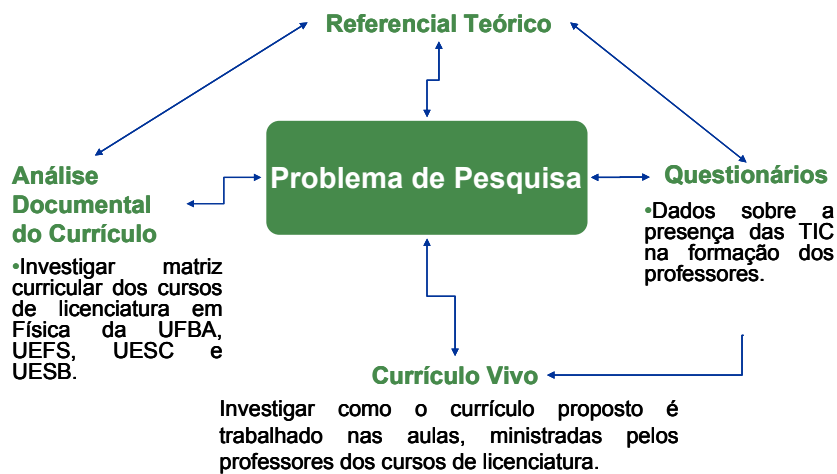 Referencial Teórico
Problema de Pesquisa
Análise
Documental
do Currículo
•Investigar matriz
curricular dos cursos
de licenciatura em
Física da UFBA,
UEFS, UESC e
UESB.
Questionários
•Dados sobre a
presença das TIC
na formação dos
professores.
Currículo Vivo
Investigar como o currículo proposto é
trabalhado nas aulas, ministradas pelos
professores dos cursos de licenciatura.